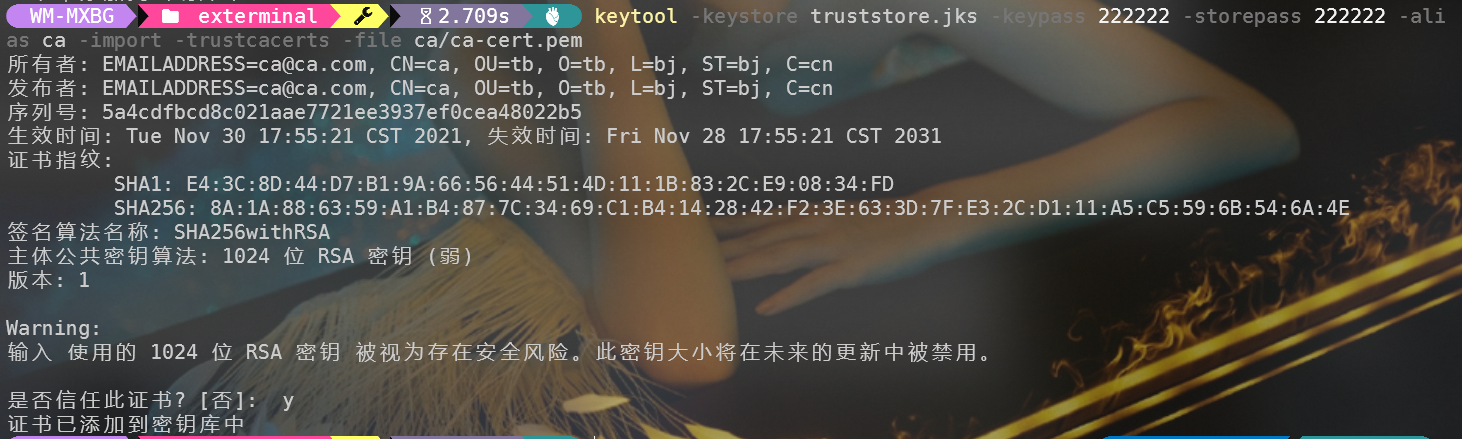 WM-MXBG exterminal 2.709s keytool -keystore truststore.jks -keypass 222222 -storepass 222222 -ali
as ca -import -trustcacerts -file ca/ca-cert.pem
所有者: EMAILADDRESS=ca@ca.com, CN=ca, OU=tb, O=tb, L=bj, ST=bj, C=cn
发布者: EMAILADDRESS=ca@ca.com, CN=ca, OU=tb, O=tb, L=bj, ST=bj, C=cn
序列号: 5a4cdfbcd8c021aae7721ee3937ef0cea48022b5
生效时间: Tue Nov 30 17:55:21 CST 2021, 失效时间: Fri Nov 28 17:55:21 CST 2031
证书指纹:
SHA1: E4:3C:8D:44:D7:B1:9A:66:56:44:51:4D:11:1B:83:2C:E9:08:34:FD
SHA256: 8A:1A:88:63:59:A1:B4:87:7C:34:69:C1:B4:14:28:42:F2:3E:63:3D:7F:E3:2C:D1:11:A5:C5:59:6B:54:6A:4E
签名算法名称: SHA256withRSA
主体公共密钥算法: 1024 位 RSA 密钥 (弱)
版本: 1
Warning:
输入 使用的 1024 位 RSA 密钥 被视为存在安全风险。此密钥大小将在未来的更新中被禁用。
是否信任此证书? [否]: y
证书已添加到密钥库中